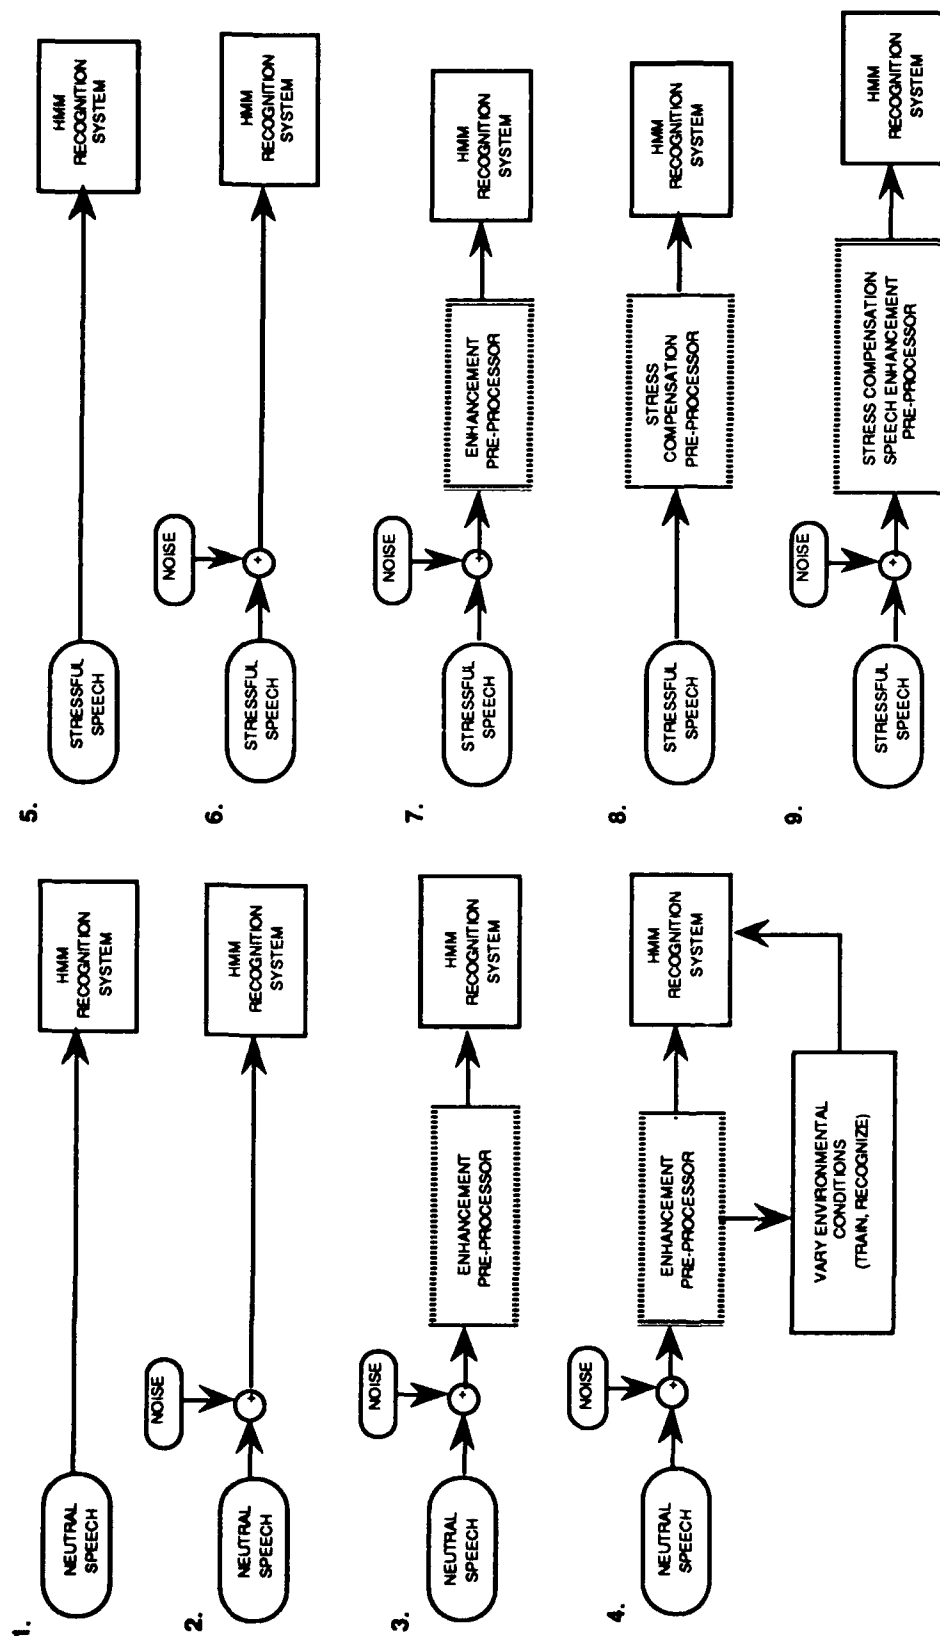 1.
NEUTRAL
SPEECH
HMM
RECOGNITION
SYSTEM
2.
NEUTRAL
SPEECH
NOISE
+
HMM
RECOGNITION
SYSTEM
3.
NEUTRAL
SPEECH
NOISE
+
ENHANCEMENT
PRE-PROCESSOR
HMM
RECOGNITION
SYSTEM
4.
NEUTRAL
SPEECH
NOISE
+
ENHANCEMENT
PRE-PROCESSOR
HMM
RECOGNITION
SYSTEM
VARY ENVIRONMENTAL
CONDITIONS
(TRAIN, RECOGNIZE)
5.
STRESSFUL
SPEECH
HMM
RECOGNITION
SYSTEM
6.
STRESSFUL
SPEECH
NOISE
+
HMM
RECOGNITION
SYSTEM
7.
STRESSFUL
SPEECH
NOISE
+
ENHANCEMENT
PRE-PROCESSOR
HMM
RECOGNITION
SYSTEM
8.
STRESSFUL
SPEECH
STRESS
COMPENSATION
PRE-PROCESSOR
HMM
RECOGNITION
SYSTEM
9.
STRESSFUL
SPEECH
NOISE
+
STRESS COMPENSATION
SPEECH ENHANCEMENT
PRE-PROCESSOR
HMM
RECOGNITION
SYSTEM